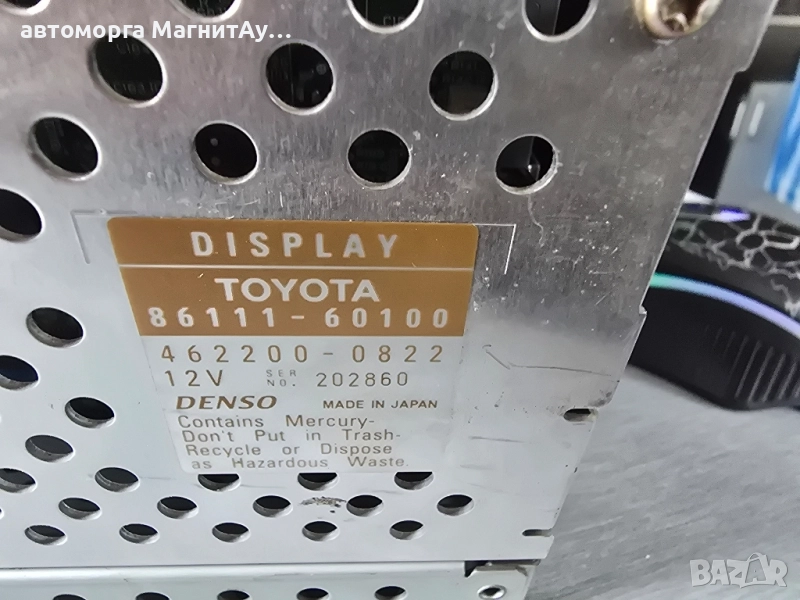 автоморга МагнитАу...
DISPLAY
TOYOTA
86111-60100
462200-0822
12V SER NO. 202860
DENSO MADE IN JAPAN
Contains Mercury-
Don't Put in Trash-
Recycle or Dispose
as Hazardous Waste.
BAZAR